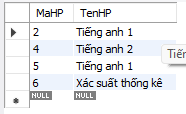 MaHP TenHP
2 Tiếng anh 1
4 Tiếng anh 2
5 Tiếng anh 1
6 Xác suất thống kê
NULL NULL
Tiến